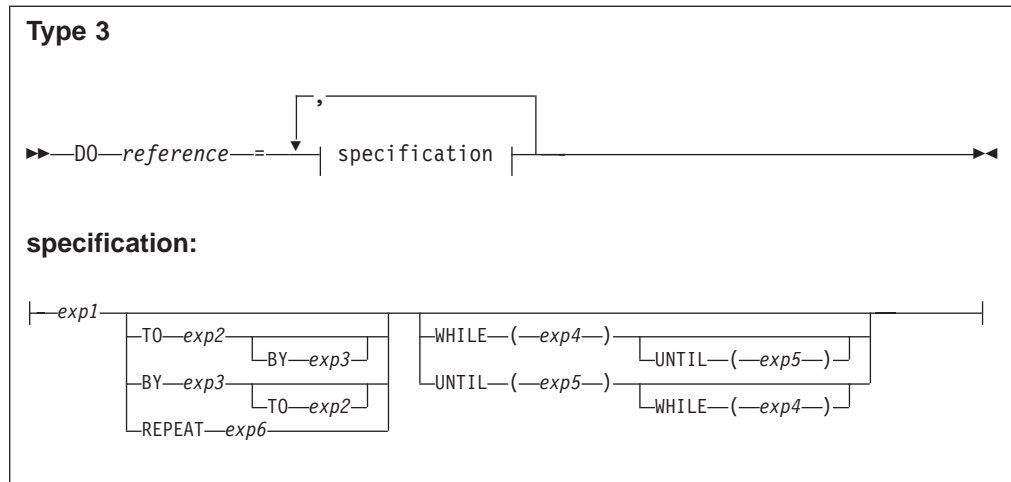 Type 3
,
DO reference = specification
specification:
exp1
TO exp2 WHILE ( exp4 )
BY exp3 UNTIL ( exp5 )
BY exp3 UNTIL ( exp5 )
TO exp2 WHILE ( exp4 )
REPEAT exp6